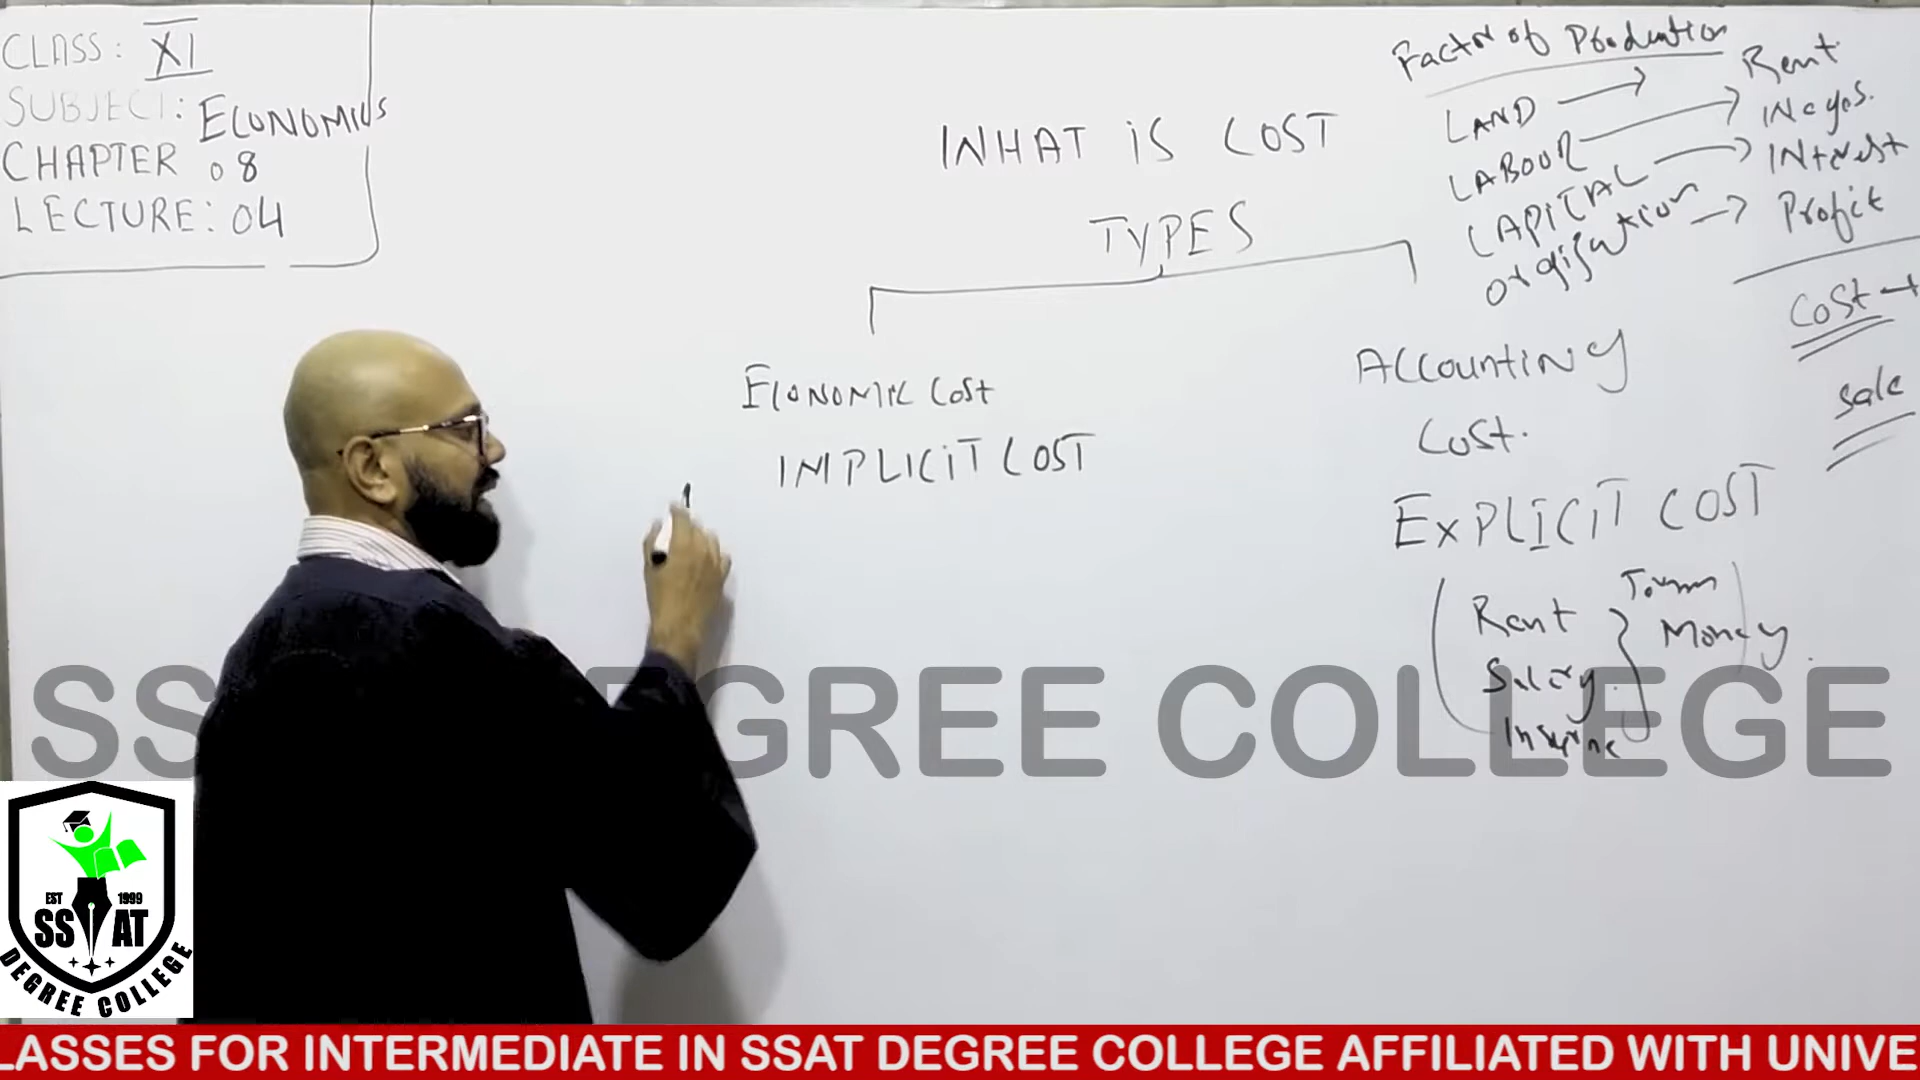 CLASS: XI
SUBJECT: ECONOMICS
CHAPTER 08
LECTURE: 04
WHAT IS COST
TYPES
ECONOMIC COST
IMPLICIT COST
Accounting
Cost.
EXPLICIT COST
Rent
Salary
Money
Factor of Production
LAND → Rent
LABOUR →
CAPITAL → Interest
→ Profit
Cost
Sale
SS DEGREE COLLEGE
EST 1999
SSAT
DEGREE COLLEGE
LASSES FOR INTERMEDIATE IN SSAT DEGREE COLLEGE AFFILIATED WITH UNIVE